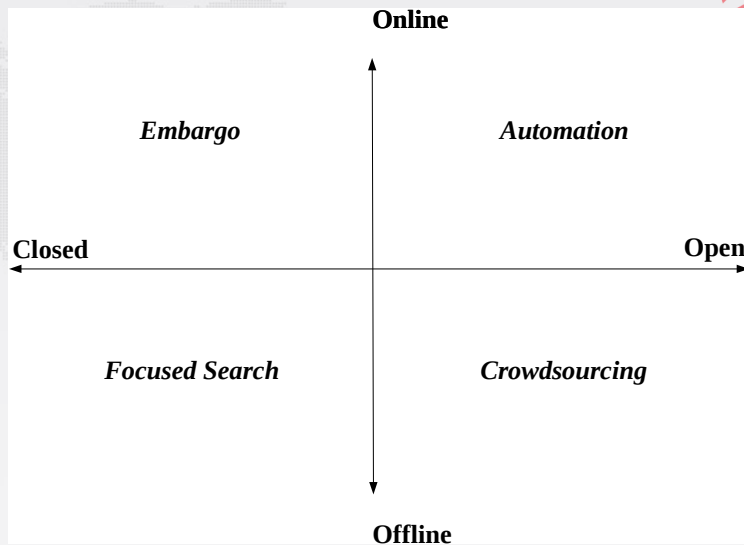 Online
Embargo
Automation
Closed
Open
Focused Search
Crowdsourcing
Offline